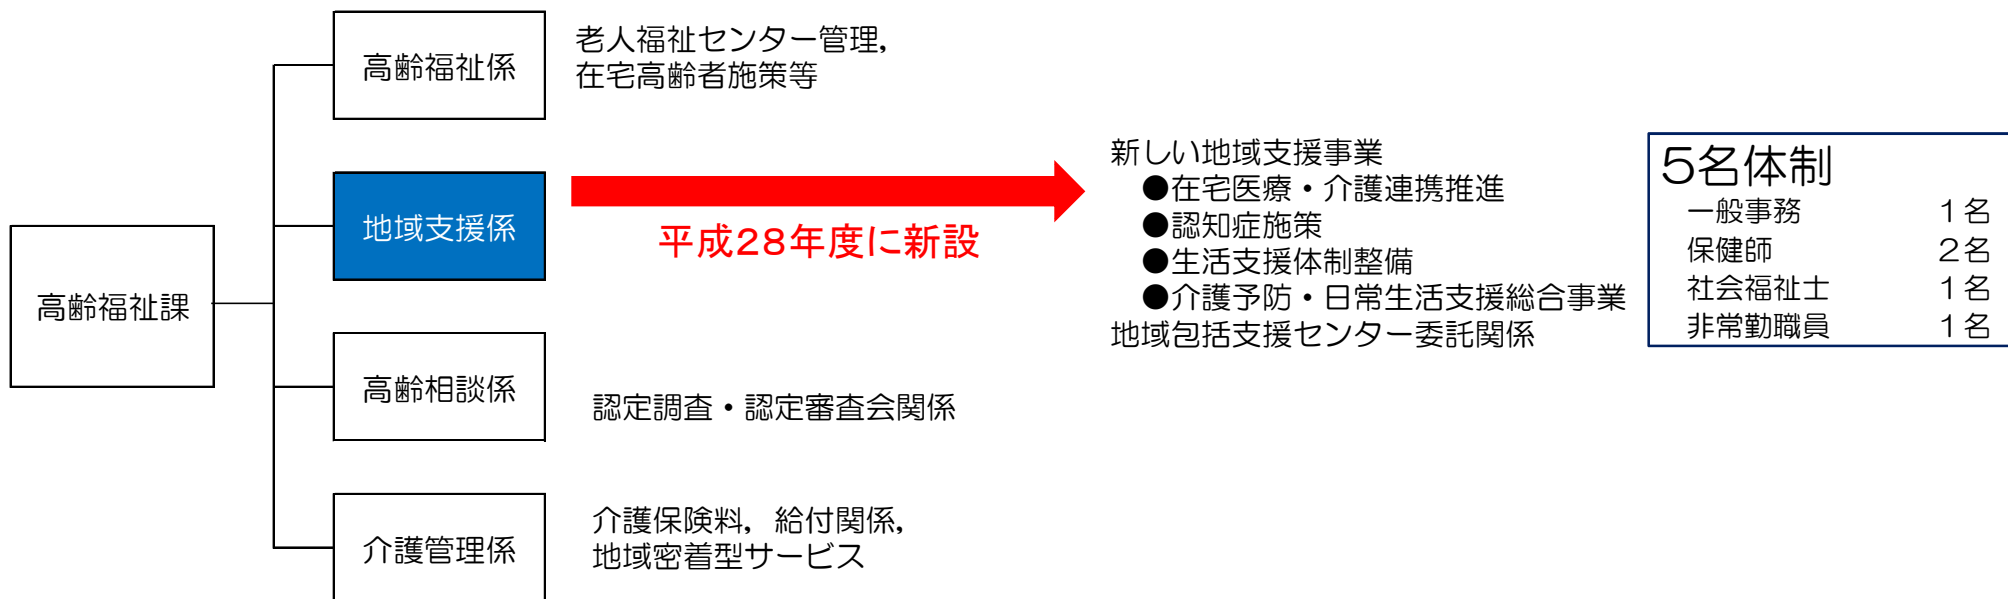 高齢福祉課
高齢福祉係
老人福祉センター管理，
在宅高齢者施策等
地域支援係
平成28年度に新設
新しい地域支援事業
●在宅医療・介護連携推進
●認知症施策
●生活支援体制整備
●介護予防・日常生活支援総合事業
地域包括支援センター委託関係
5名体制
一般事務 1名
保健師 2名
社会福祉士 1名
非常勤職員 1名
高齢相談係
認定調査・認定審査会関係
介護管理係
介護保険料，給付関係，
地域密着型サービス